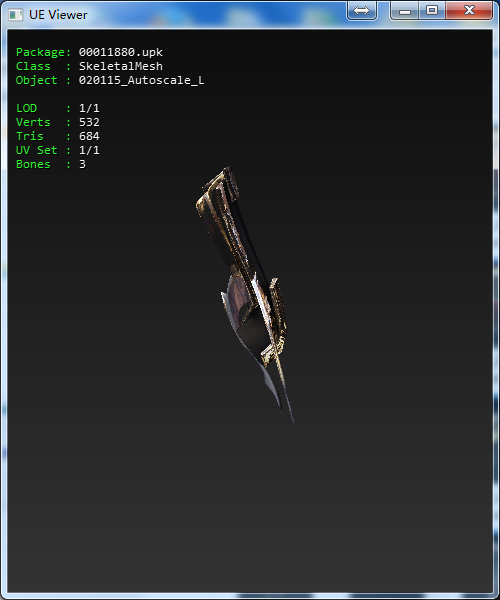 UE Viewer
Package: 00011880.upk
Class : SkeletalMesh
Object : 020115_Autoscale_L
LOD : 1/1
Verts : 532
Tris : 684
UV Set : 1/1
Bones : 3